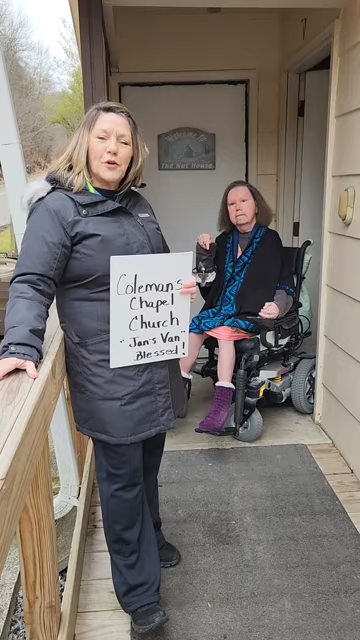 Welcome To
The Nut House
Coleman's
Chapel
Church
"Jan's Van"
Blessed!